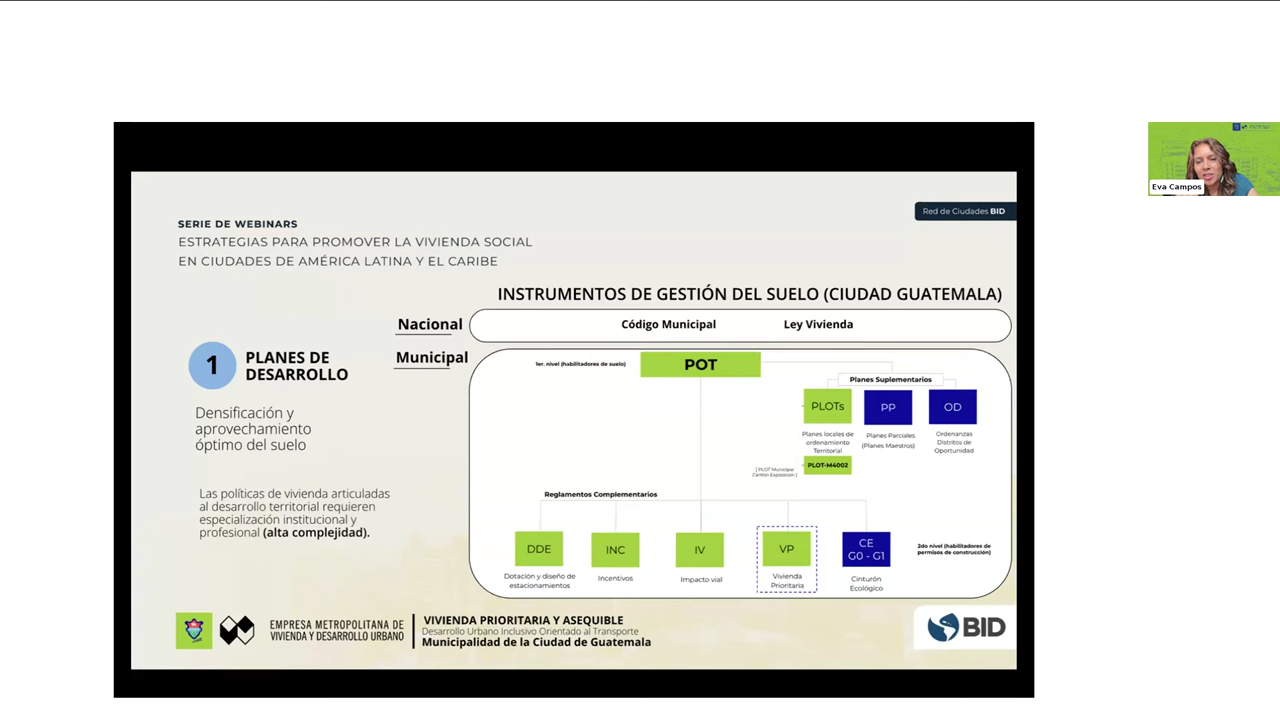 Red de Ciudades BID
SERIE DE WEBINARS
ESTRATEGIAS PARA PROMOVER LA VIVIENDA SOCIAL
EN CIUDADES DE AMÉRICA LATINA Y EL CARIBE
Eva Campos
INSTRUMENTOS DE GESTIÓN DEL SUELO (CIUDAD GUATEMALA)
Nacional
Código Municipal
Ley Vivienda
Municipal
1
PLANES DE
DESARROLLO
Densificación y
aprovechamiento
óptimo del suelo
Las políticas de vivienda articuladas
al desarrollo territorial requieren
especialización institucional y
profesional (alta complejidad).
1er. nivel (habilitadores de suelo)
POT
Planes Suplementarios
PLOTs
PP
OD
Planes locales de
ordenamiento
Territorial
Planes Parciales
(Planes Maestros)
Ordenanzas
Distritos de
Oportunidad
[ PLOT Municipal
Cantón Exposición ]
PLOT-M4002
Reglamentos Complementarios
DDE
INC
IV
VP
CE
G0 - G1
Dotación y diseño de
estacionamientos
Incentivos
Impacto vial
Vivienda
Prioritaria
Cinturón
Ecológico
2do nivel (habilitadores de
permisos de construcción)
EMPRESA METROPOLITANA DE
VIVIENDA Y DESARROLLO URBANO
VIVIENDA PRIORITARIA Y ASEQUIBLE
Desarrollo Urbano Inclusivo Orientado al Transporte
Municipalidad de la Ciudad de Guatemala
BID